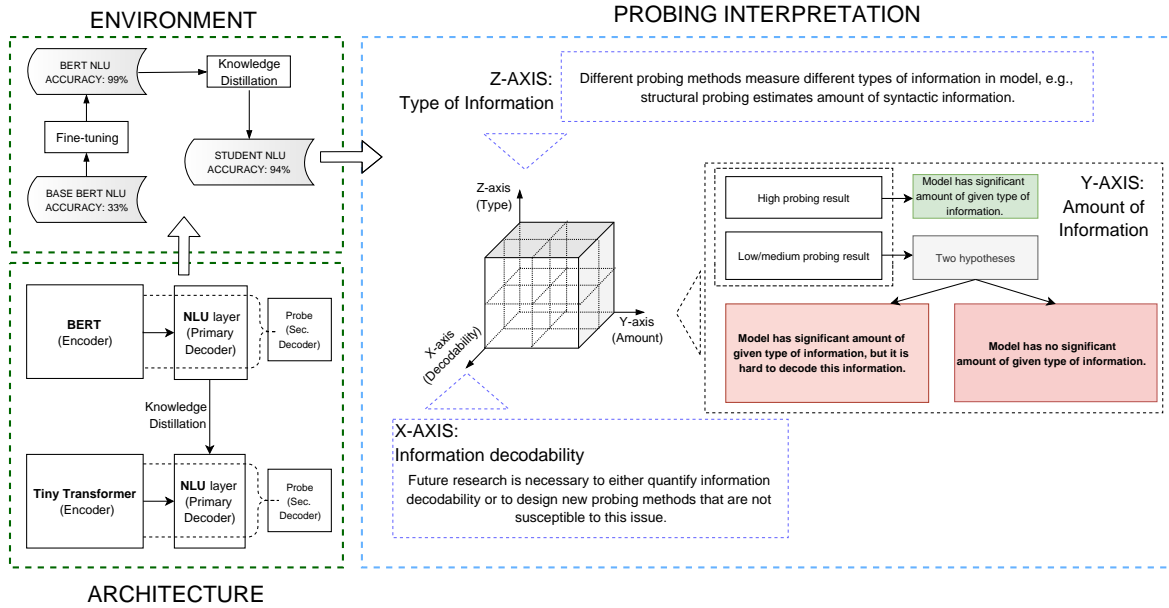 ENVIRONMENT
BERT NLU
ACCURACY: 99%
Knowledge
Distillation
Fine-tuning
STUDENT NLU
ACCURACY: 94%
BASE BERT NLU
ACCURACY: 33%
BERT
(Encoder)
NLU layer
(Primary
Decoder)
Probe
(Sec.
Decoder)
Knowledge
Distillation
Tiny Transformer
(Encoder)
NLU layer
(Primary
Decoder)
Probe
(Sec.
Decoder)
ARCHITECTURE
PROBING INTERPRETATION
Z-AXIS:
Type of Information
Different probing methods measure different types of information in model, e.g.,
structural probing estimates amount of syntactic information.
Z-axis
(Type)
Y-axis
(Amount)
X-axis
(Decodability)
High probing result
Model has significant
amount of given type of
information.
Y-AXIS:
Amount of
Information
Low/medium probing result
Two hypotheses
Model has significant amount of
given type of information, but it is
hard to decode this information.
Model has no significant
amount of given type of information.
X-AXIS:
Information decodability
Future research is necessary to either quantify information
decodability or to design new probing methods that are not
susceptible to this issue.